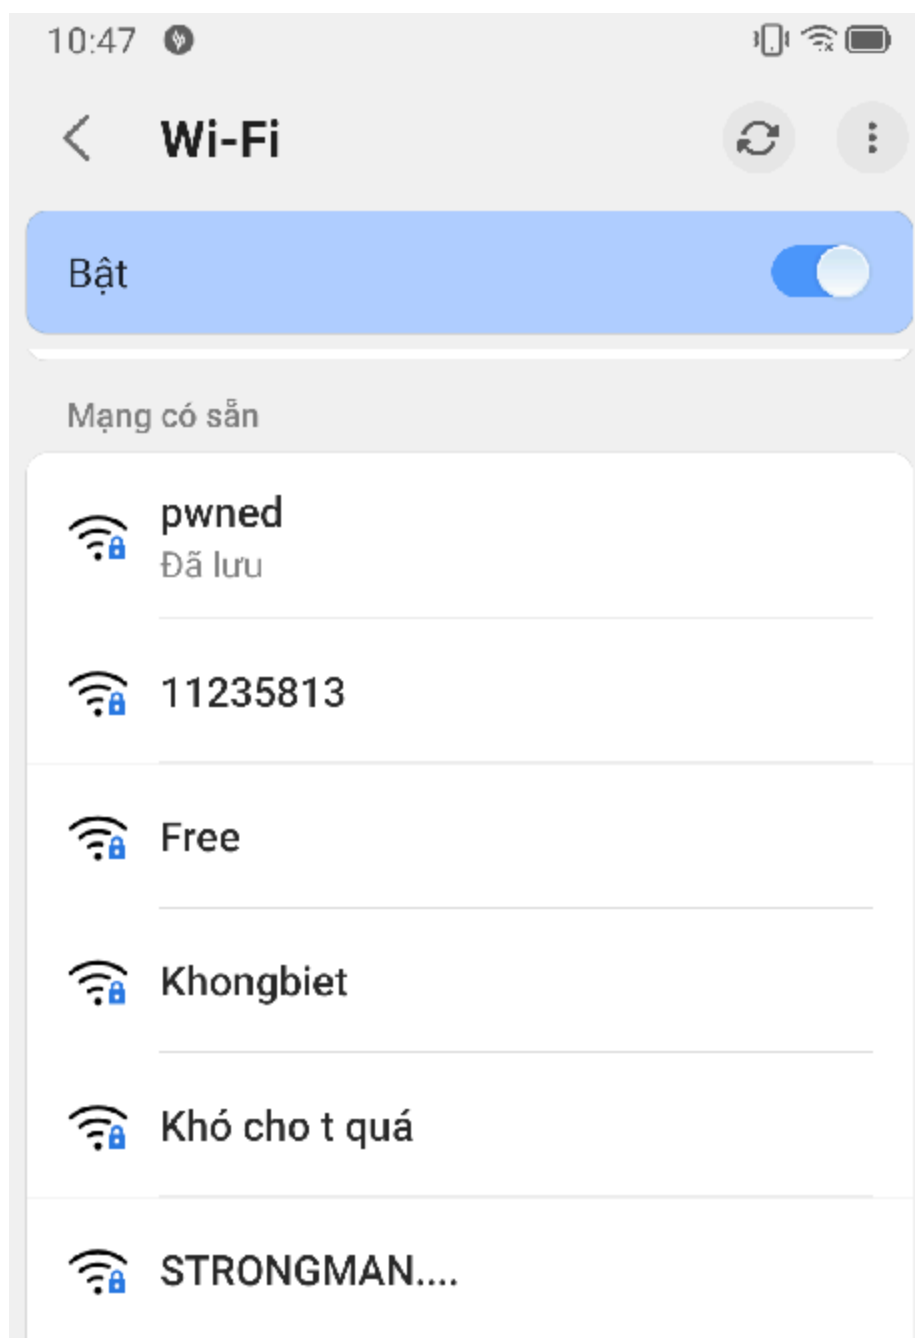 10:47
Wi-Fi
Bật
Mạng có sẵn
pwned
Đã lưu
11235813
Free
Khongbiet
Khó cho t quá
STRONGMAN....